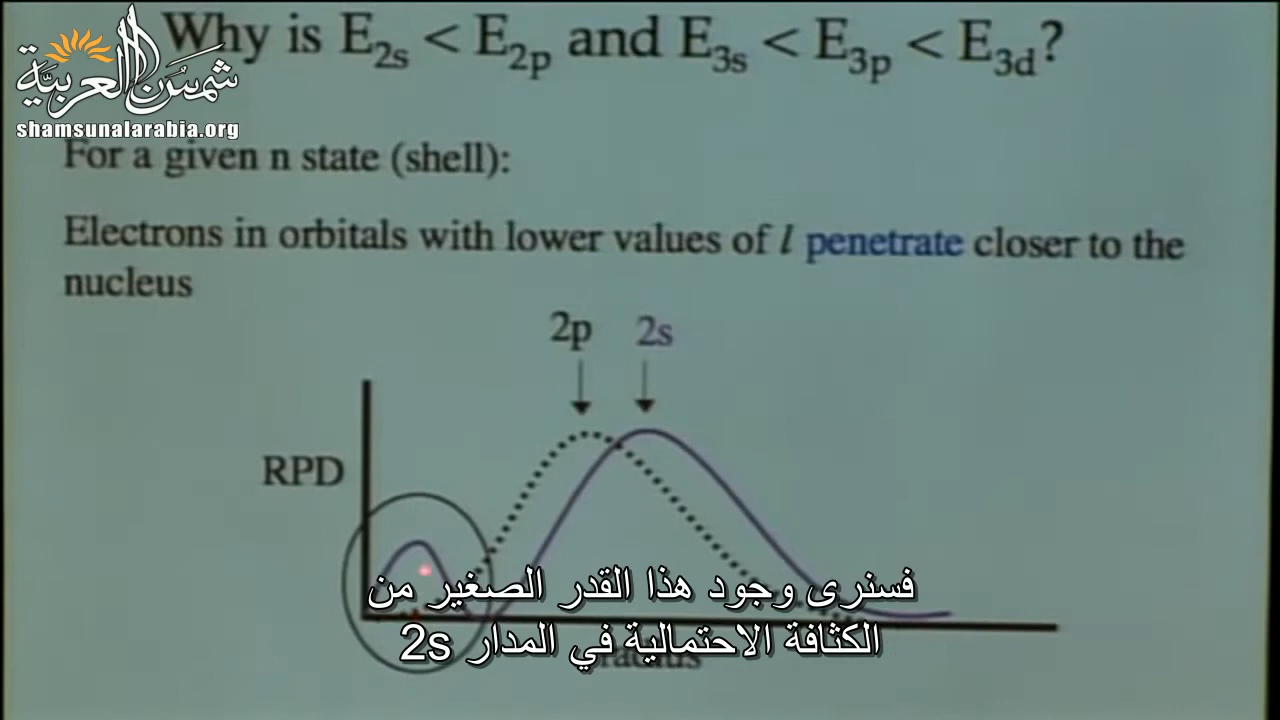 Why is E2s < E2p and E3s < E3p < E3d?
شمس العربية
shamsunalarabia.org
For a given n state (shell):
Electrons in orbitals with lower values of l penetrate closer to the
nucleus
2p 2s
RPD
فسنرى وجود هذا القدر الصغير من
الكثافة الاحتمالية في المدار 2s
radius